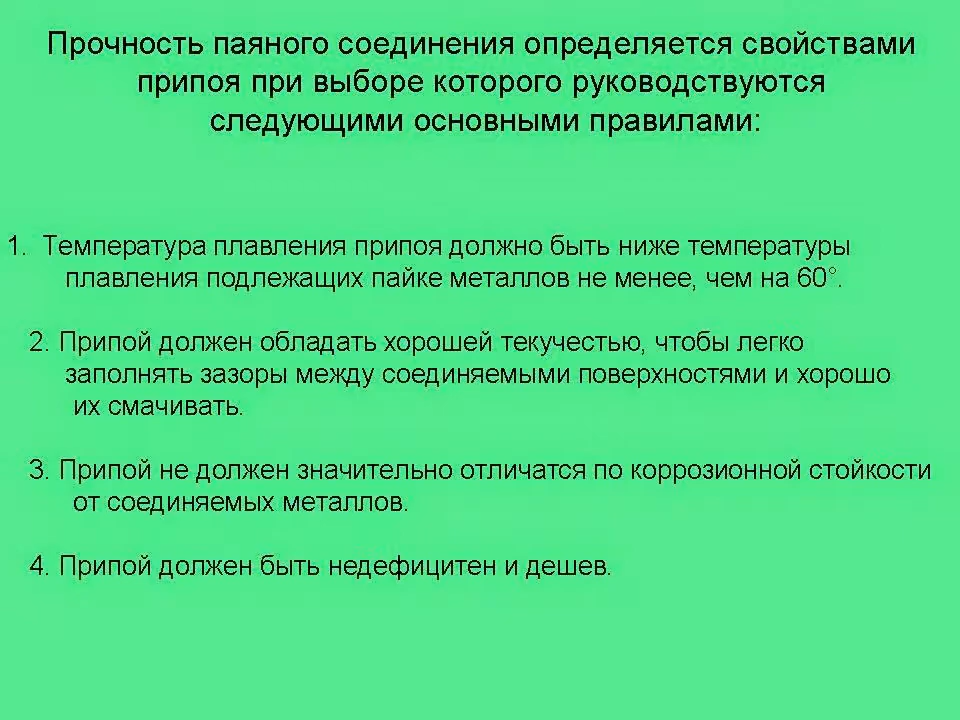 Прочность паяного соединения определяется свойствами
припоя при выборе которого руководствуются
следующими основными правилами:
1. Температура плавления припоя должно быть ниже температуры
плавления подлежащих пайке металлов не менее, чем на 60°.
2. Припой должен обладать хорошей текучестью, чтобы легко
заполнять зазоры между соединяемыми поверхностями и хорошо
их смачивать.
3. Припой не должен значительно отличатся по коррозионной стойкости
от соединяемых металлов.
4. Припой должен быть недефицитен и дешев.